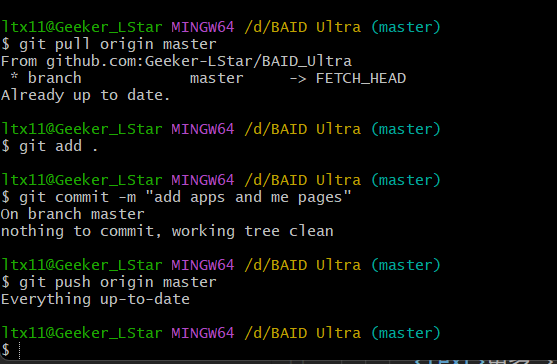 ltx11@Geeker_LStar MINGW64 /d/BAID Ultra (master)
$ git pull origin master
From github.com:Geeker-LStar/BAID_Ultra
 * branch            master     -> FETCH_HEAD
Already up to date.
ltx11@Geeker_LStar MINGW64 /d/BAID Ultra (master)
$ git add .
ltx11@Geeker_LStar MINGW64 /d/BAID Ultra (master)
$ git commit -m "add apps and me pages"
On branch master
nothing to commit, working tree clean
ltx11@Geeker_LStar MINGW64 /d/BAID Ultra (master)
$ git push origin master
Everything up-to-date
ltx11@Geeker_LStar MINGW64 /d/BAID Ultra (master)
$